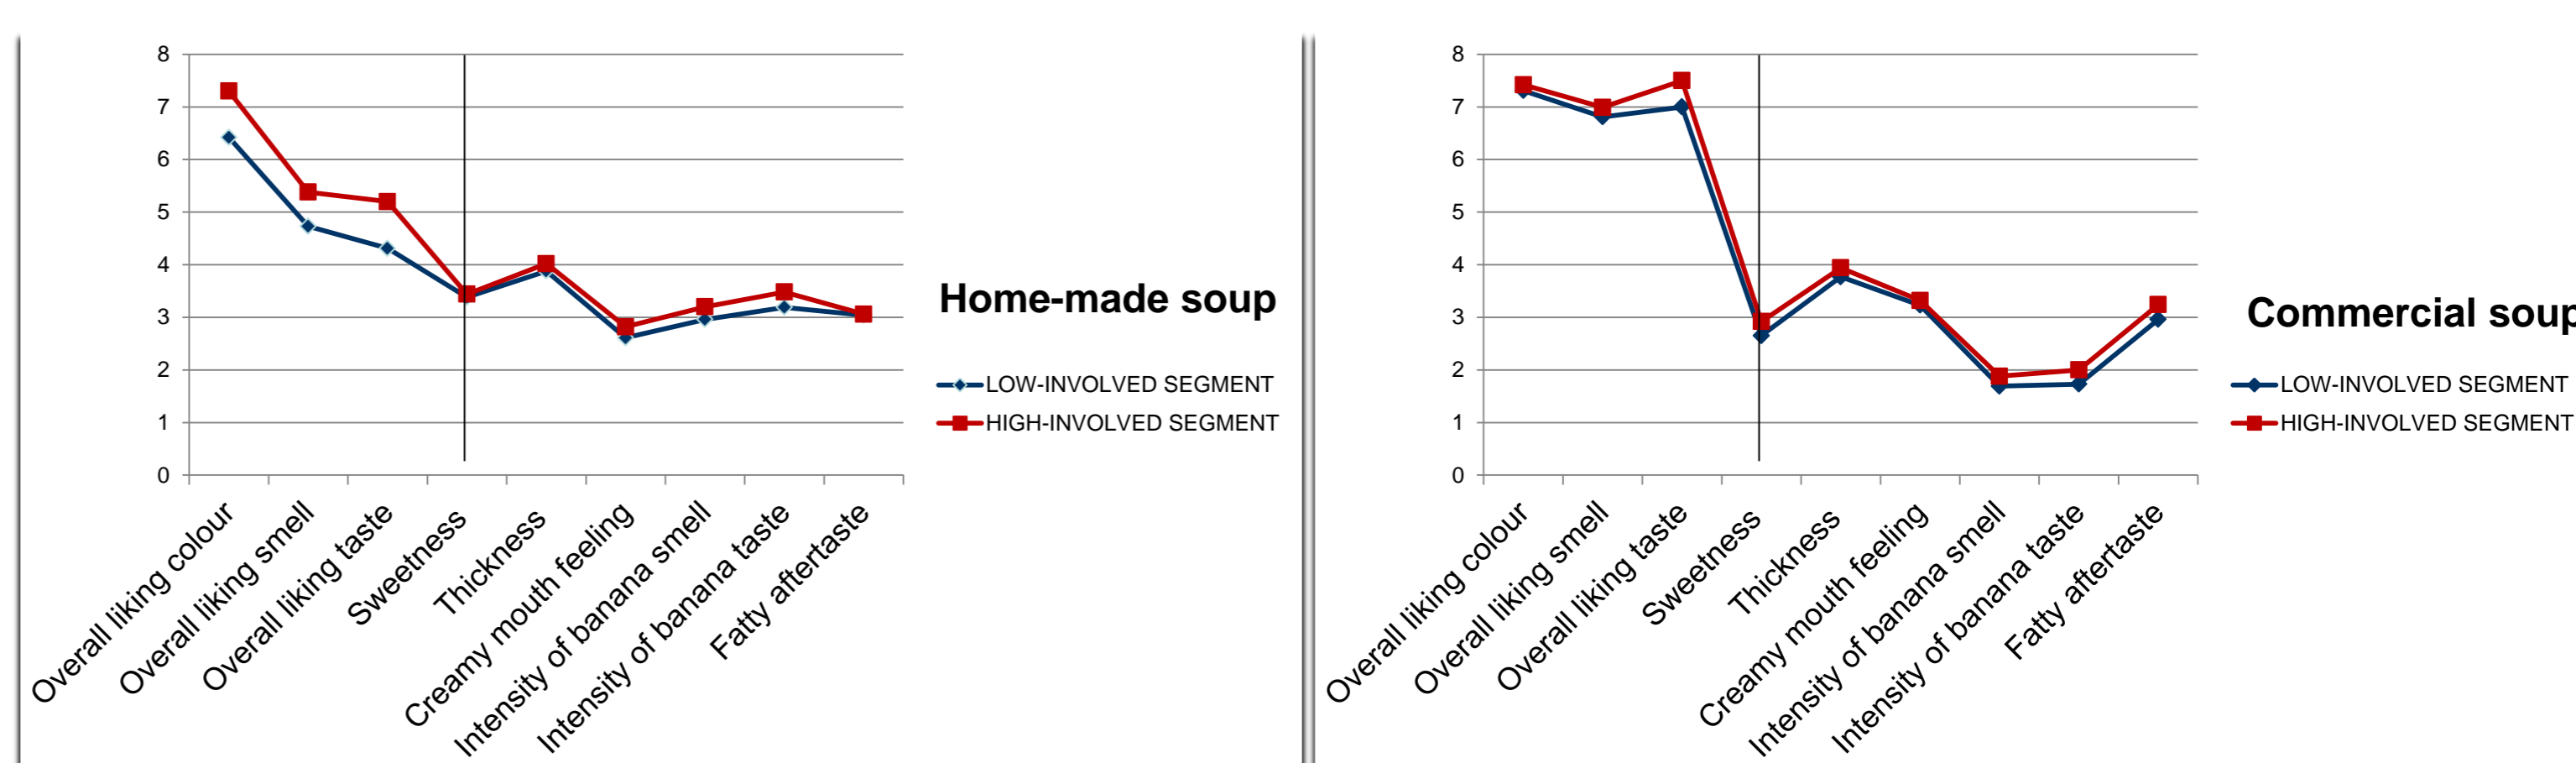 8
7
6
5
4
3
2
1
0
Overall liking colour
Overall liking smell
Overall liking taste
Sweetness
Thickness
Creamy mouth feeling
Intensity of banana smell
Intensity of banana taste
Fatty aftertaste
Home-made soup
LOW-INVOLVED SEGMENT
HIGH-INVOLVED SEGMENT
8
7
6
5
4
3
2
1
0
Overall liking colour
Overall liking smell
Overall liking taste
Sweetness
Thickness
Creamy mouth feeling
Intensity of banana smell
Intensity of banana taste
Fatty aftertaste
Commercial soup
LOW-INVOLVED SEGMENT
HIGH-INVOLVED SEGMENT